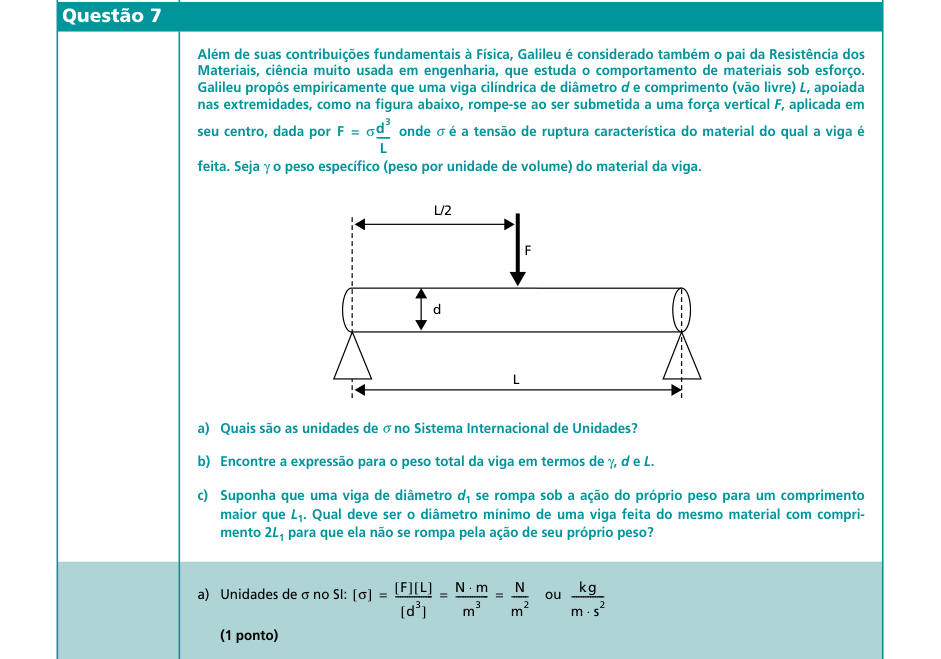 Questão 7
Além de suas contribuições fundamentais à Física, Galileu é considerado também o pai da Resistência dos
Materiais, ciência muito usada em engenharia, que estuda o comportamento de materiais sob esforço.
Galileu propôs empiricamente que uma viga cilíndrica de diâmetro d e comprimento (vão livre) L, apoiada
nas extremidades, como na figura abaixo, rompe-se ao ser submetida a uma força vertical F, aplicada em
seu centro, dada por F = σ d³/L onde σ é a tensão de ruptura característica do material do qual a viga é
feita. Seja γ o peso específico (peso por unidade de volume) do material da viga.
L/2
F
d
L
a) Quais são as unidades de σ no Sistema Internacional de Unidades?
b) Encontre a expressão para o peso total da viga em termos de γ, d e L.
c) Suponha que uma viga de diâmetro d₁ se rompa sob a ação do próprio peso para um comprimento
maior que L₁. Qual deve ser o diâmetro mínimo de uma viga feita do mesmo material com compri-
mento 2L₁ para que ela não se rompa pela ação de seu próprio peso?
a) Unidades de σ no SI: [σ] = [F][L]/[d³] = N · m/m³ = N/m² ou kg/m · s²
(1 ponto)